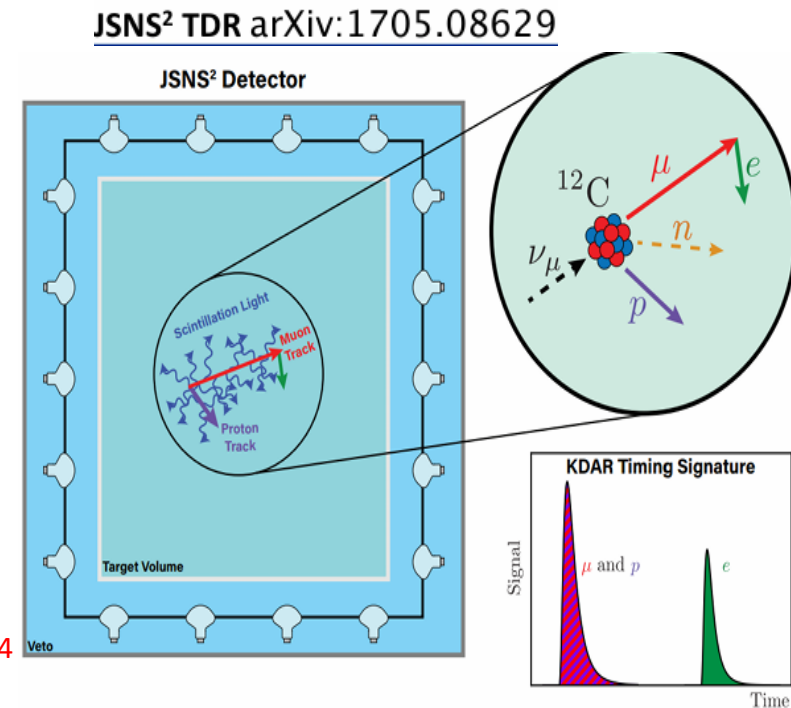 JSNS² TDR arXiv:1705.08629
JSNS² Detector
Scintillation Light
Muon
Track
Proton
Track
Target Volume
Veto
4
¹²C
μ
e
n
ν_μ
p
KDAR Timing Signature
Signal
μ and p
e
Time